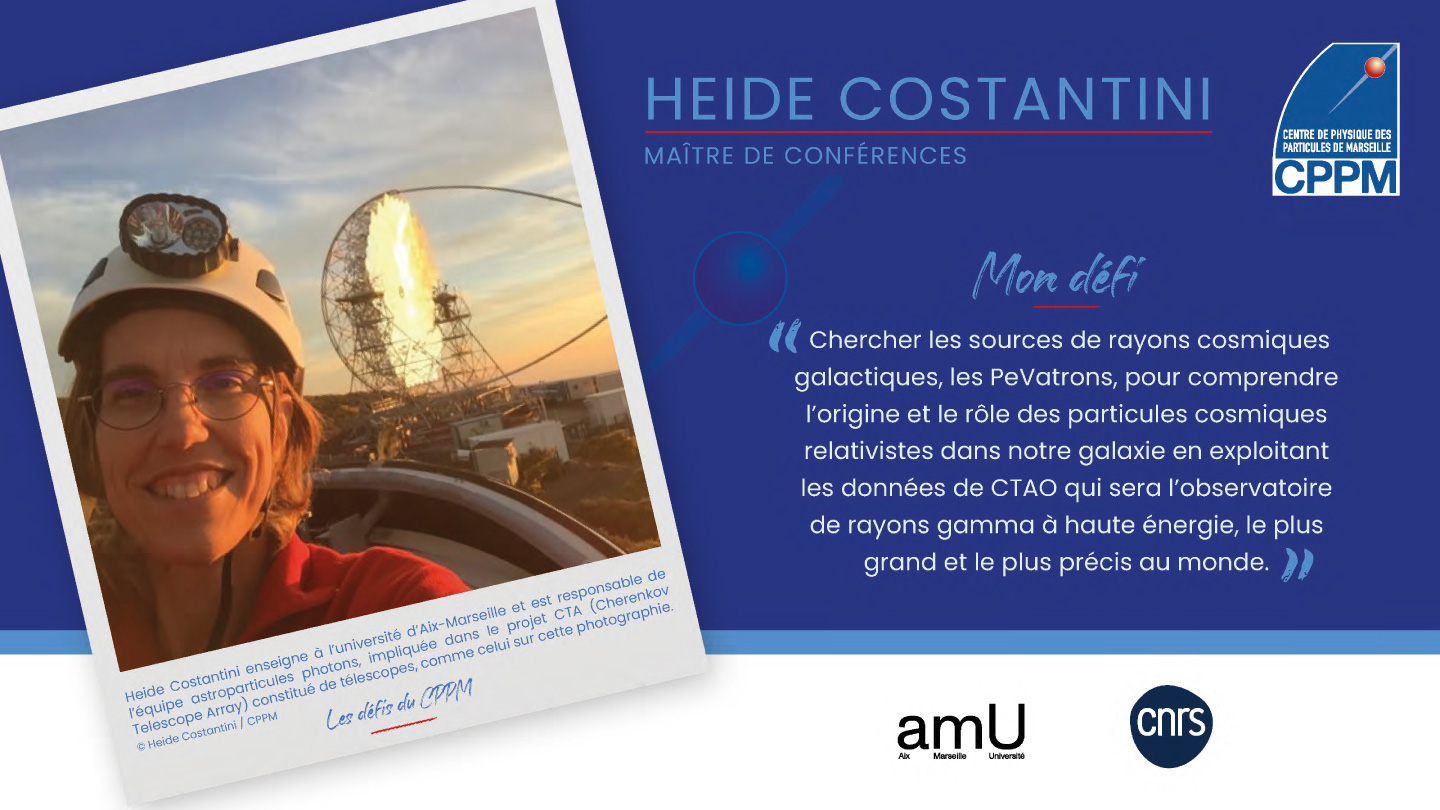 HEIDE COSTANTINI
MAÎTRE DE CONFÉRENCES
CENTRE DE PHYSIQUE DES
PARTICULES DE MARSEILLE
CPPM
Mon défi
“ Chercher les sources de rayons cosmiques
galactiques, les PeVatrons, pour comprendre
l’origine et le rôle des particules cosmiques
relativistes dans notre galaxie en exploitant
les données de CTAO qui sera l’observatoire
de rayons gamma à haute énergie, le plus
grand et le plus précis au monde. ”
Heide Costantini enseigne à l’université d’Aix-Marseille et est responsable de
l’équipe astroparticules photons, impliquée dans le projet CTA (Cherenkov
Telescope Array) constitué de télescopes, comme celui sur cette photographie.
© Heide Costantini / CPPM
Les défis du CPPM
amU
Aix Marseille Université
cnrs